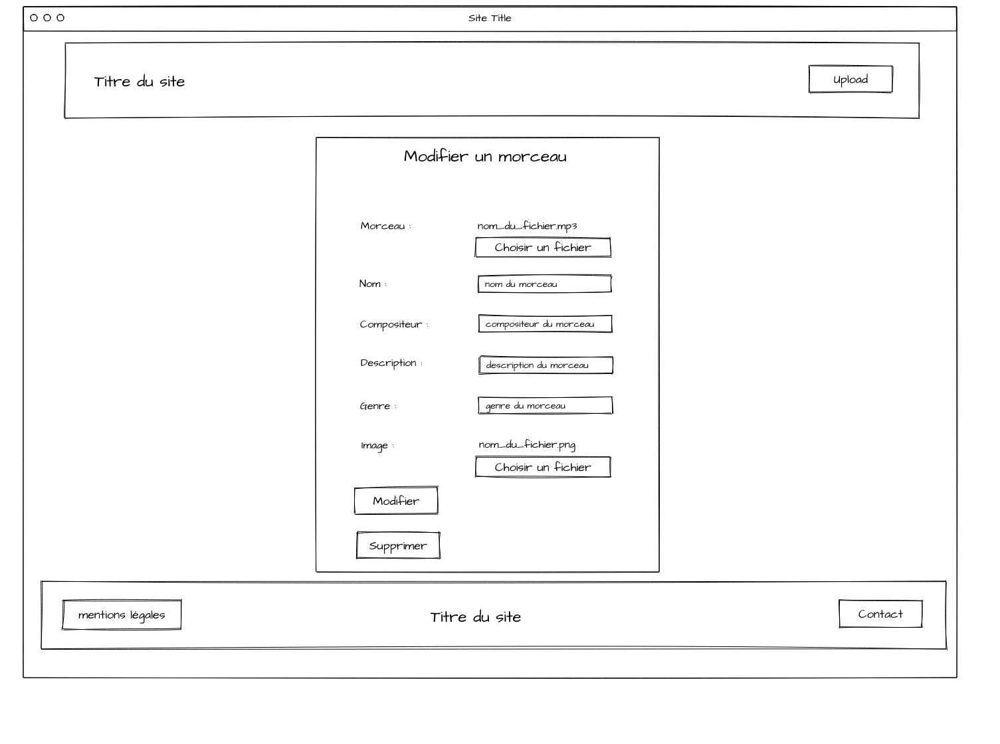 Site Title
Titre du site
Upload
Modifier un morceau
Morceau : nom_du_fichier.mp3
Choisir un fichier
Nom : nom du morceau
Compositeur : compositeur du morceau
Description : description du morceau
Genre : genre du morceau
Image : nom_du_fichier.png
Choisir un fichier
Modifier
Supprimer
mentions légales
Titre du site
Contact